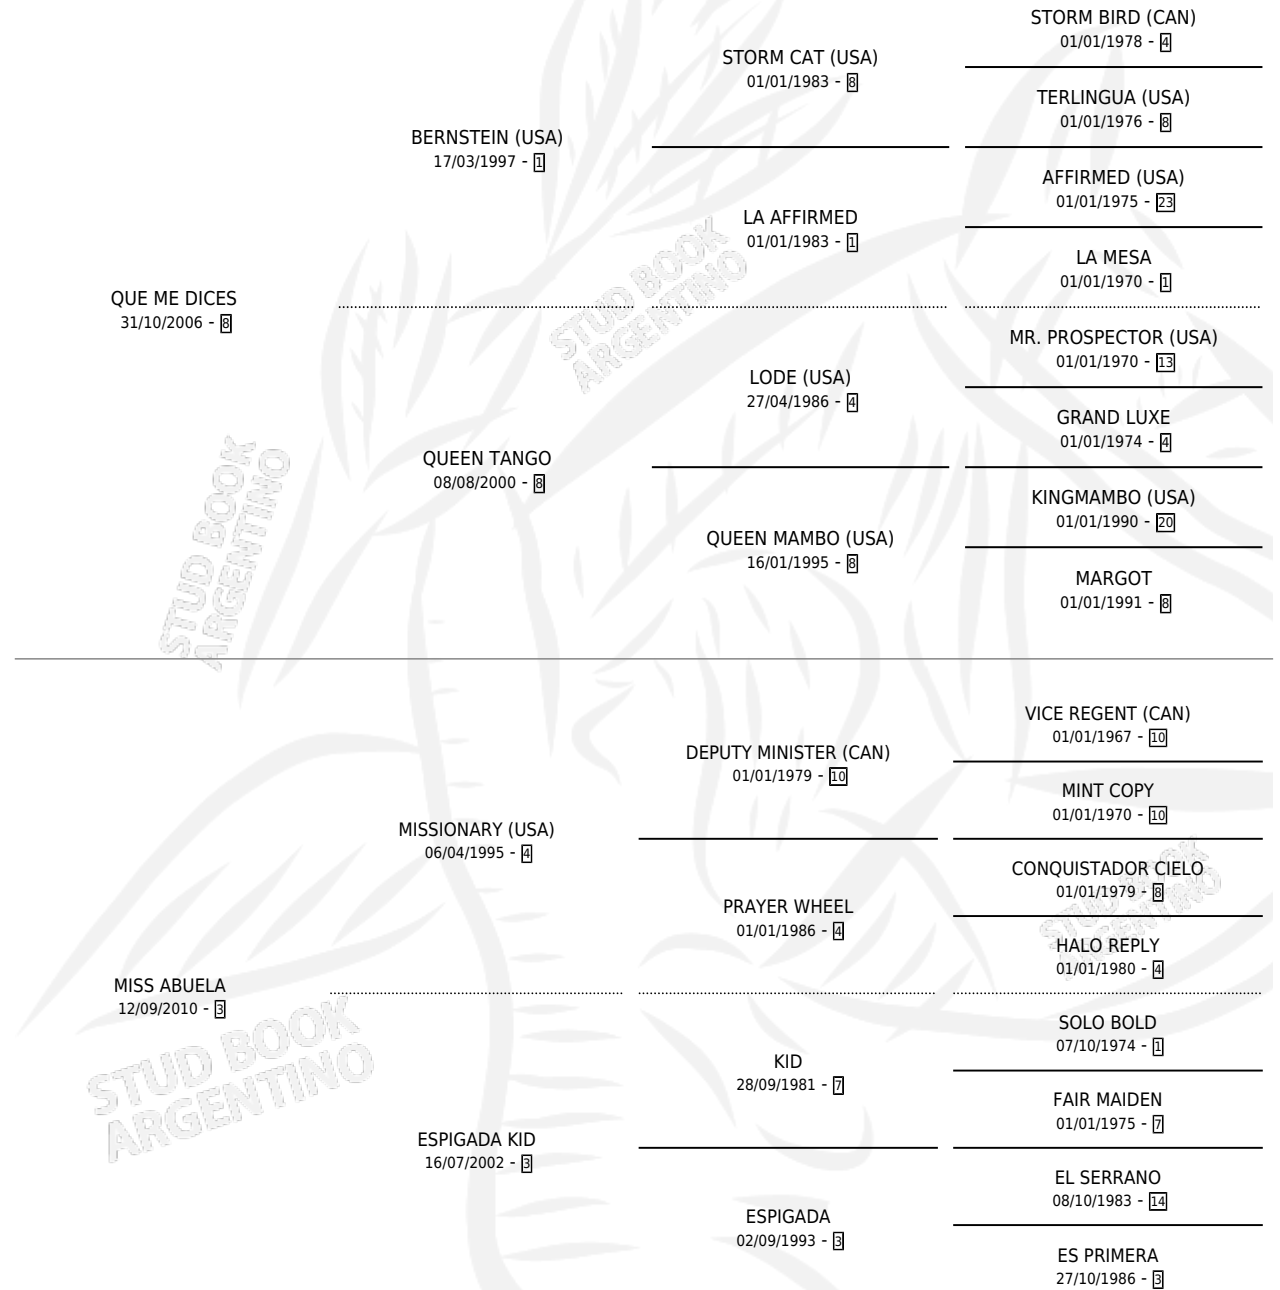 STORM BIRD (CAN)
01/01/1978 - 4
STORM CAT (USA)
01/01/1983 - 8
TERLINGUA (USA)
01/01/1976 - 8
BERNSTEIN (USA)
17/03/1997 - 1
AFFIRMED (USA)
01/01/1975 - 23
LA AFFIRMED
01/01/1983 - 1
LA MESA
01/01/1970 - 1
QUE ME DICES
31/10/2006 - 8
MR. PROSPECTOR (USA)
01/01/1970 - 13
LODE (USA)
27/04/1986 - 4
GRAND LUXE
01/01/1974 - 4
QUEEN TANGO
08/08/2000 - 8
KINGMAMBO (USA)
01/01/1990 - 20
QUEEN MAMBO (USA)
16/01/1995 - 8
MARGOT
01/01/1991 - 8
STUD BOOK
ARGENTINO
STUD BOOK
ARGENTINO
VICE REGENT (CAN)
01/01/1967 - 10
DEPUTY MINISTER (CAN)
01/01/1979 - 10
MINT COPY
01/01/1970 - 10
MISSIONARY (USA)
06/04/1995 - 4
CONQUISTADOR CIELO
01/01/1979 - 8
PRAYER WHEEL
01/01/1986 - 4
HALO REPLY
01/01/1980 - 4
MISS ABUELA
12/09/2010 - 3
SOLO BOLD
07/10/1974 - 1
KID
28/09/1981 - 7
FAIR MAIDEN
01/01/1975 - 7
ESPIGADA KID
16/07/2002 - 3
EL SERRANO
08/10/1983 - 14
ESPIGADA
02/09/1993 - 3
ES PRIMERA
27/10/1986 - 3
STUD BOOK
ARGENTINO
STUD BOOK
ARGENTINO